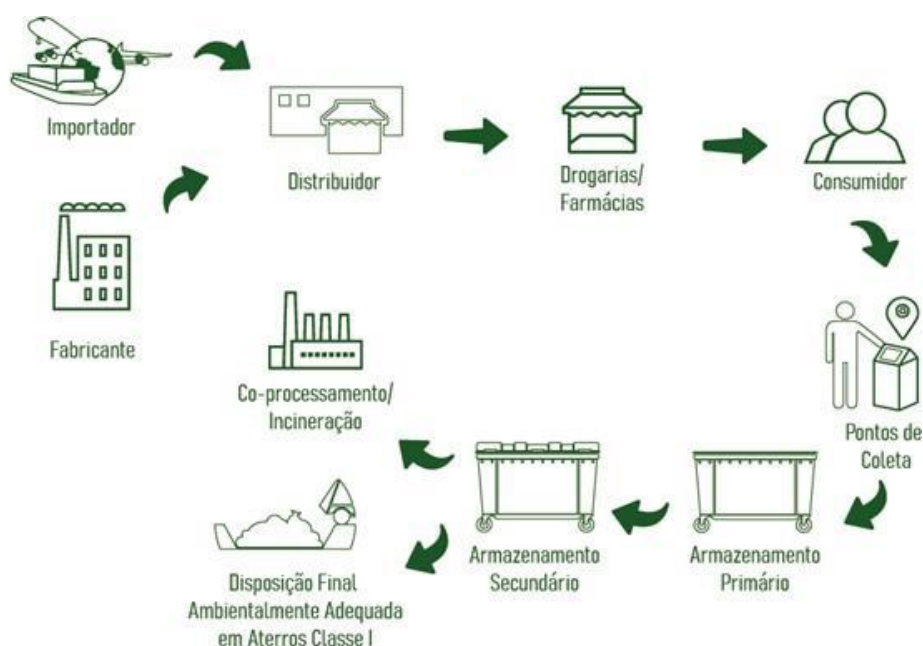 Importador
Fabricante
Distribuidor
Drogarias/
Farmácias
Consumidor
Pontos de
Coleta
Armazenamento
Primário
Armazenamento
Secundário
Co-processamento/
Incineração
Disposição Final
Ambientalmente Adequada
em Aterros Classe I